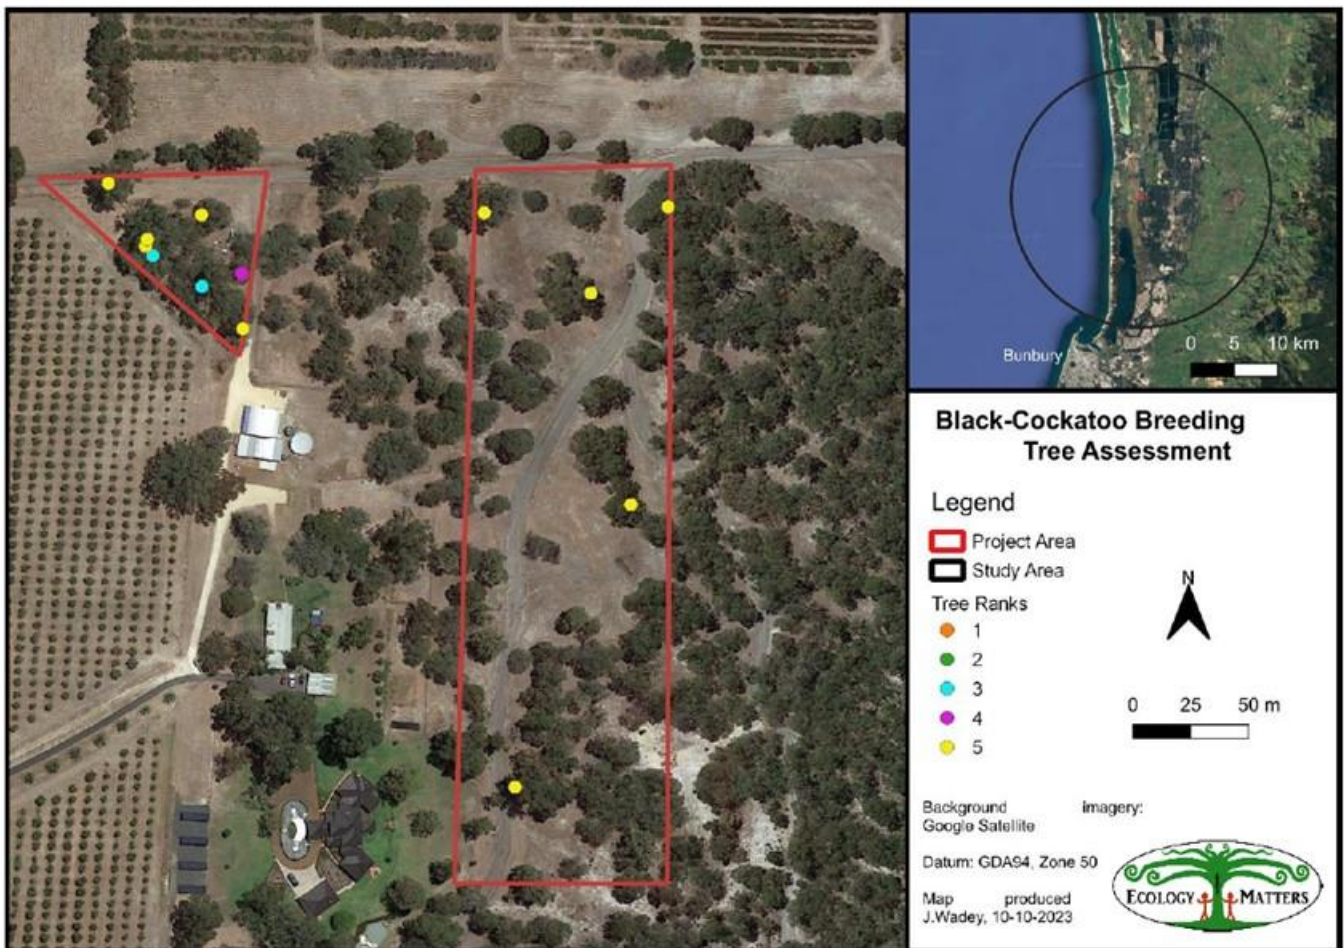 Bunbury
0 5 10 km
Black-Cockatoo Breeding
Tree Assessment
Legend
Project Area
Study Area
Tree Ranks
1
2
3
4
5
N
0 25 50 m
Background imagery:
Google Satellite
Datum: GDA94, Zone 50
Map produced
J.Wadey, 10-10-2023
ECOLOGY MATTERS